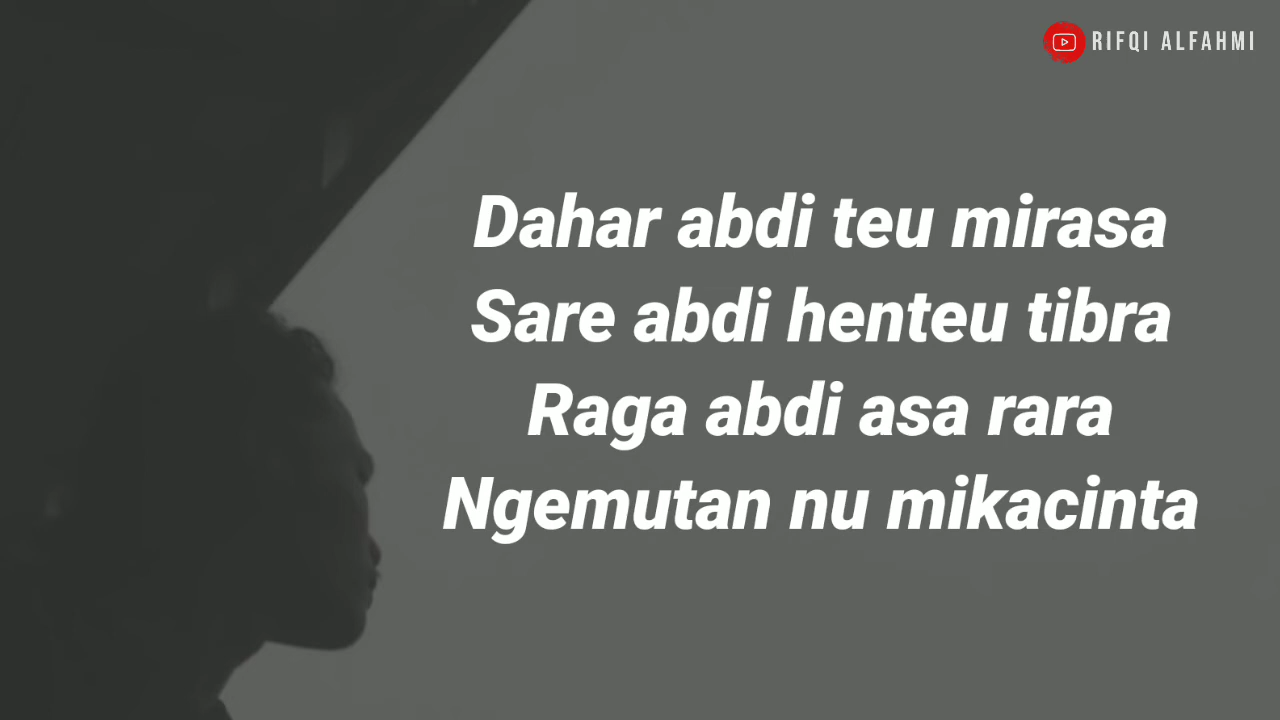 RIFQI ALFAHMI
Dahar abdi teu mirasa
Sare abdi henteu tibra
Raga abdi asa rara
Ngemutan nu mikacinta